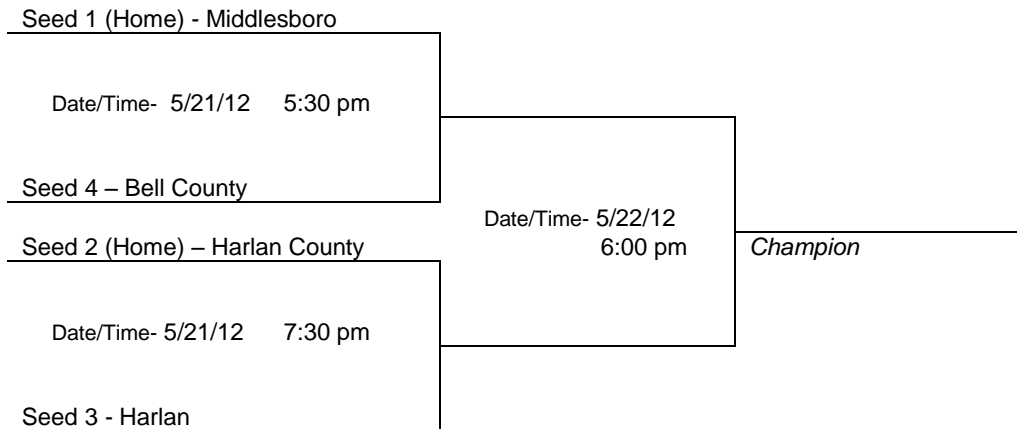 Seed 1 (Home) - Middlesboro
Date/Time- 5/21/12 5:30 pm
Seed 4 – Bell County
Date/Time- 5/22/12
6:00 pm
Seed 2 (Home) – Harlan County
Champion
Date/Time- 5/21/12 7:30 pm
Seed 3 - Harlan